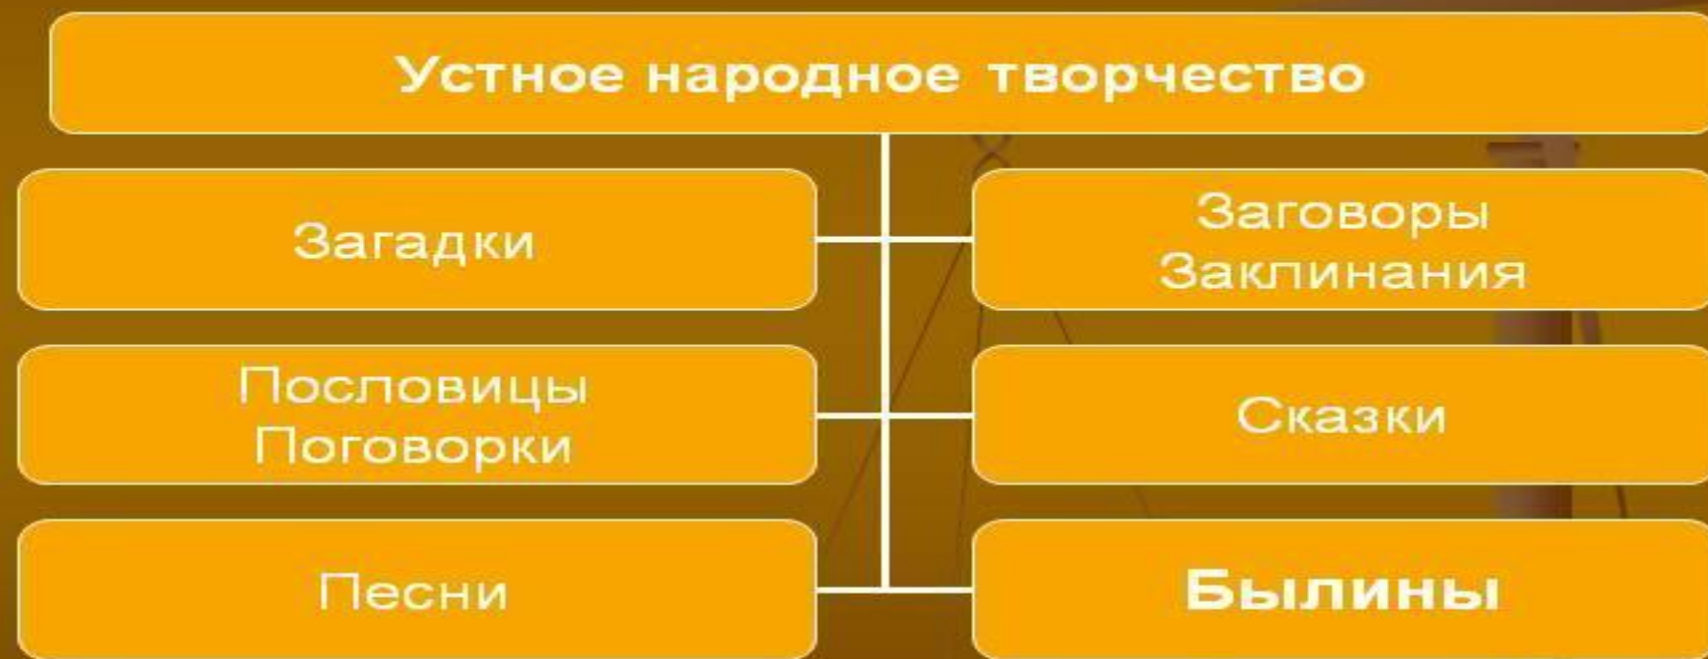 Устное народное творчество
Загадки
Заговоры
Заклинания
Пословицы
Поговорки
Сказки
Песни
Былины